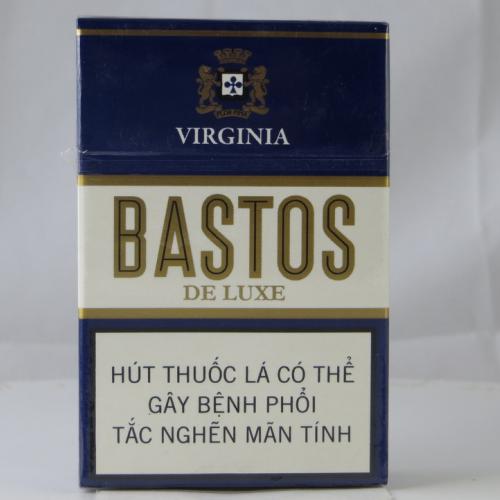 VIRGINIA
BASTOS
DE LUXE
HÚT THUỐC LÁ CÓ THỂ
GÂY BỆNH PHỔI
TẮC NGHẼN MÃN TÍNH